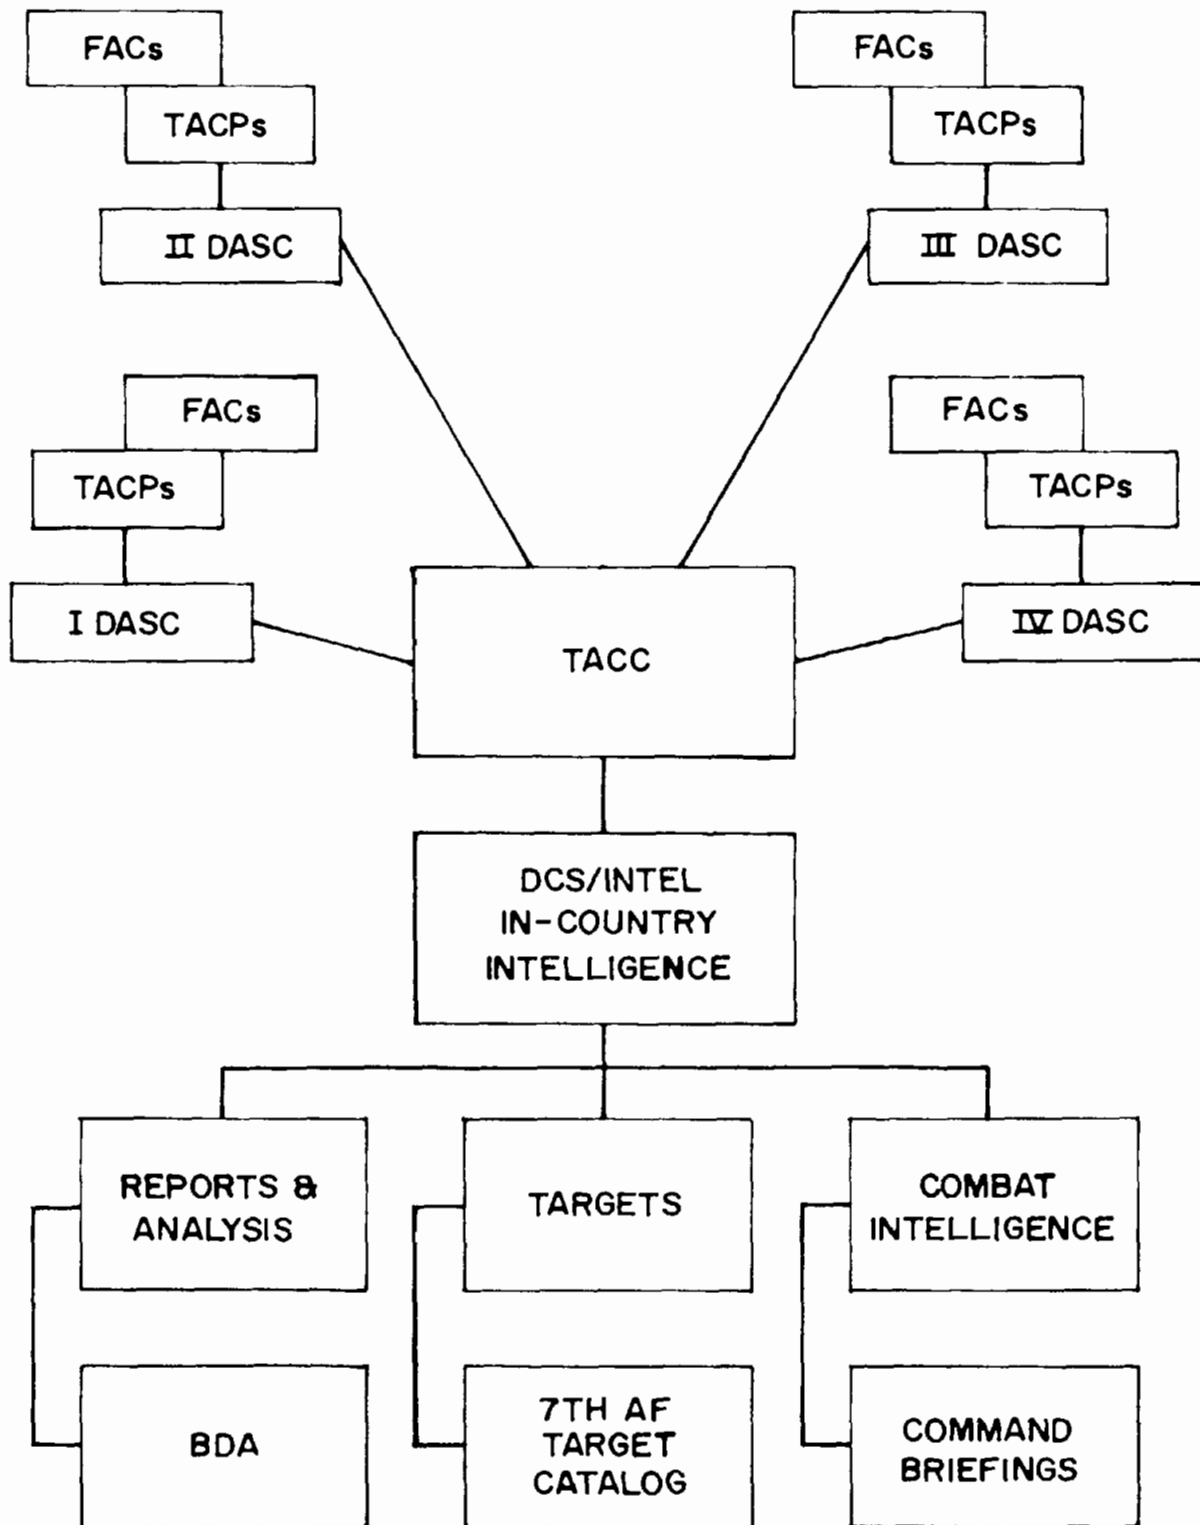 FACs
FACs
TACPs
TACPs
II DASC
III DASC
FACs
FACs
TACPs
TACPs
I DASC
IV DASC
TACC
DCS/INTEL
IN-COUNTRY
INTELLIGENCE
REPORTS &
ANALYSIS
TARGETS
COMBAT
INTELLIGENCE
BDA
7TH AF
TARGET
CATALOG
COMMAND
BRIEFINGS